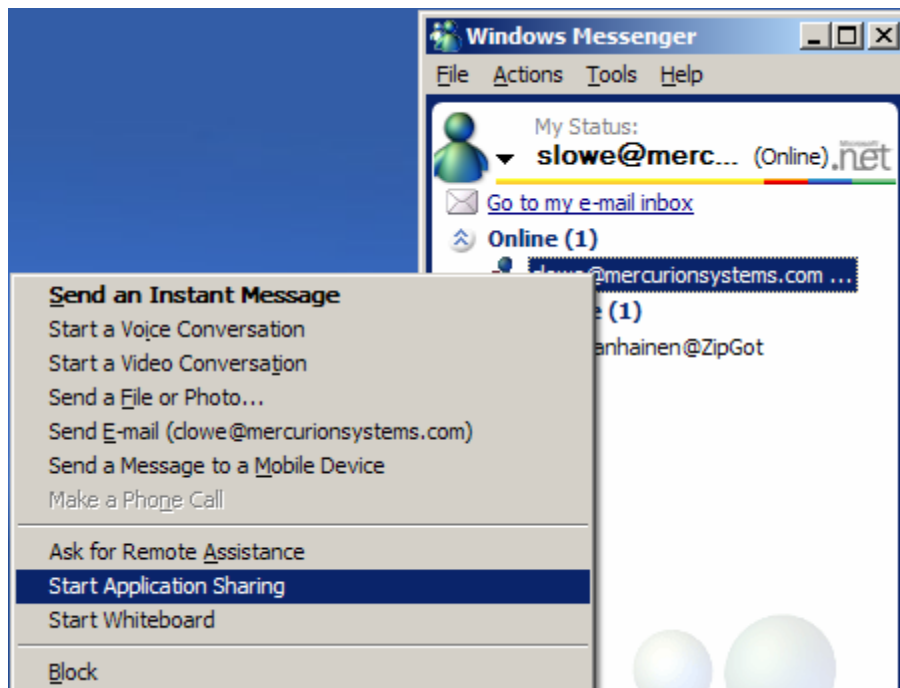 Windows Messenger
File Actions Tools Help
My Status:
slowe@merc... (Online) Microsoft .net
Go to my e-mail inbox
Online (1)
clowe@mercurionsystems.com ...
(1)
anhainen@ZipGot
Send an Instant Message
Start a Voice Conversation
Start a Video Conversation
Send a File or Photo...
Send E-mail (clowe@mercurionsystems.com)
Send a Message to a Mobile Device
Make a Phone Call
Ask for Remote Assistance
Start Application Sharing
Start Whiteboard
Block